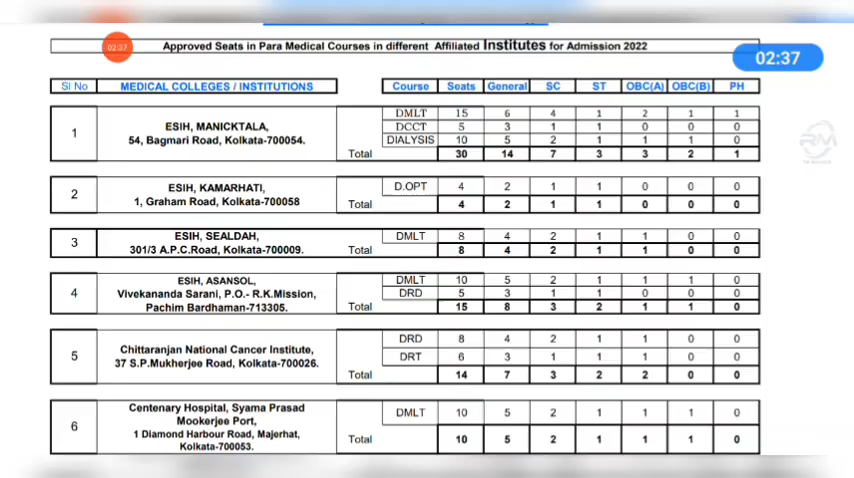 Approved Seats in Para Medical Courses in different Affiliated Institutes for Admission 2022
02:37
02:37
Sl No MEDICAL COLLEGES / INSTITUTIONS Course Seats General SC ST OBC(A) OBC(B) PH
1 ESIH, MANICKTALA,
54, Bagmari Road, Kolkata-700054.
DMLT 15 6 4 1 2 1 1
DCCT 5 3 1 1 0 0 0
DIALYSIS 10 5 2 1 1 1 0
Total 30 14 7 3 3 2 1
2 ESIH, KAMARHATI,
1, Graham Road, Kolkata-700058
D.OPT 4 2 1 1 0 0 0
Total 4 2 1 1 0 0 0
3 ESIH, SEALDAH,
301/3 A.P.C.Road, Kolkata-700009.
DMLT 8 4 2 1 1 0 0
Total 8 4 2 1 1 0 0
4 ESIH, ASANSOL,
Vivekananda Sarani, P.O.- R.K.Mission,
Pachim Bardhaman-713305.
DMLT 10 5 2 1 1 1 0
DRD 5 3 1 1 0 0 0
Total 15 8 3 2 1 1 0
5 Chittaranjan National Cancer Institute,
37 S.P.Mukherjee Road, Kolkata-700026.
DRD 8 4 2 1 1 0 0
DRT 6 3 1 1 1 0 0
Total 14 7 3 2 2 0 0
6 Centenary Hospital, Syama Prasad
Mookerjee Port,
1 Diamond Harbour Road, Majerhat,
Kolkata-700053.
DMLT 10 5 2 1 1 1 0
Total 10 5 2 1 1 1 0
RM